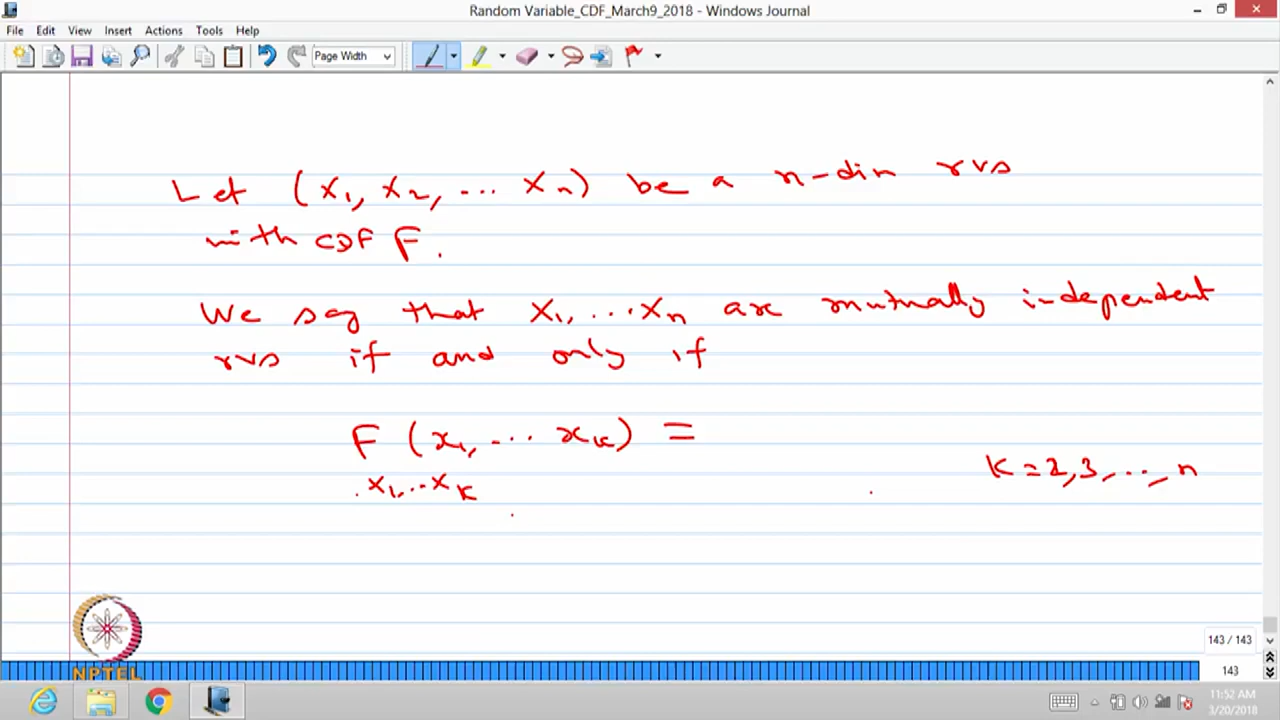 Random Variable_CDF_March9_2018 - Windows Journal
File Edit View Insert Actions Tools Help
Page Width
Let (X1, X2, ... Xn) be a n-dim rvs
with CDF F.
We say that X1, ... Xn are mutually independent
rvs if and only if
F (x1, ... xk) =
X1, .. Xk
K = 2, 3, ..., n
143 / 143
NPTEL
143
11:52 AM
3/20/2018